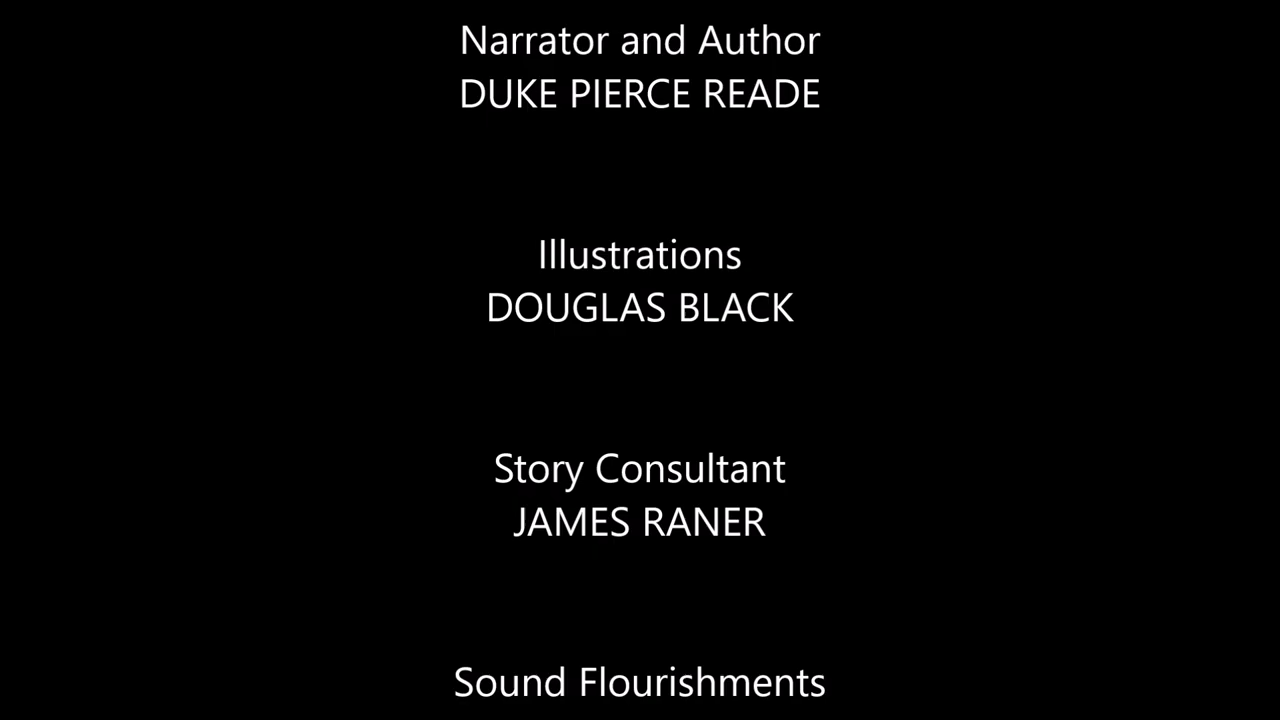 Narrator and Author
DUKE PIERCE READE
Illustrations
DOUGLAS BLACK
Story Consultant
JAMES RANER
Sound Flourishments